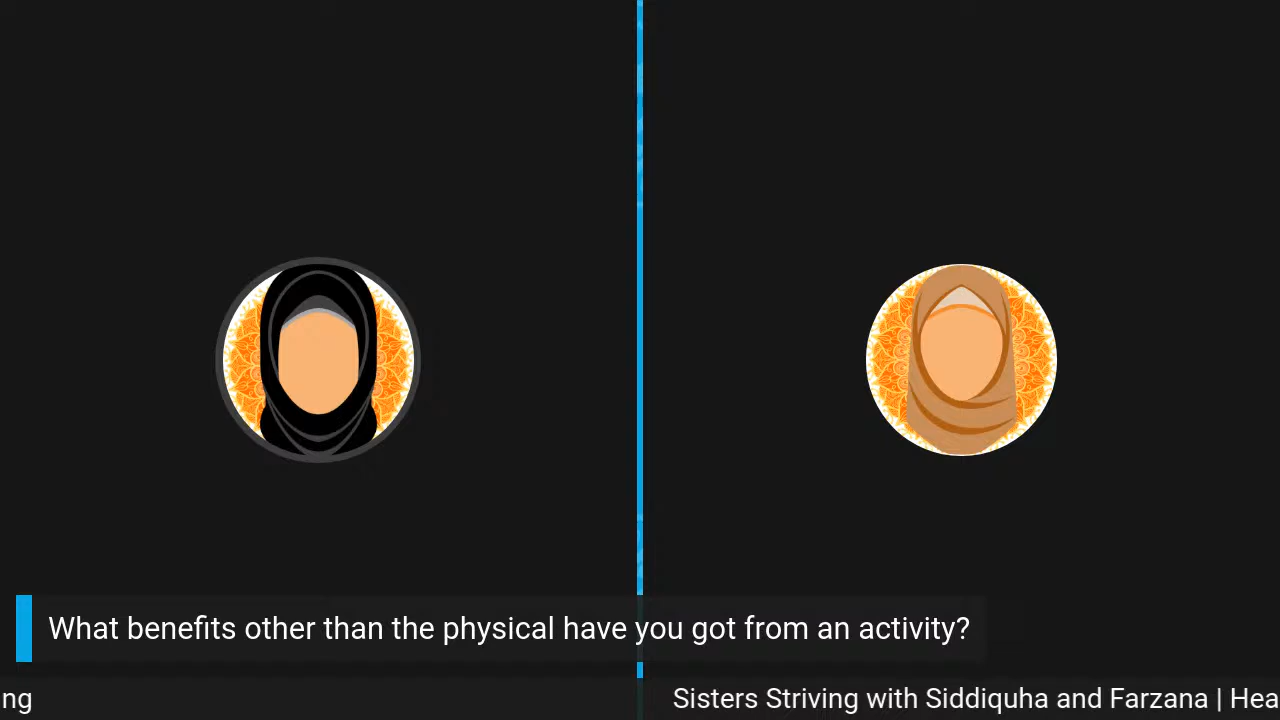 What benefits other than the physical have you got from an activity?
ng Sisters Striving with Siddiquha and Farzana | Hea